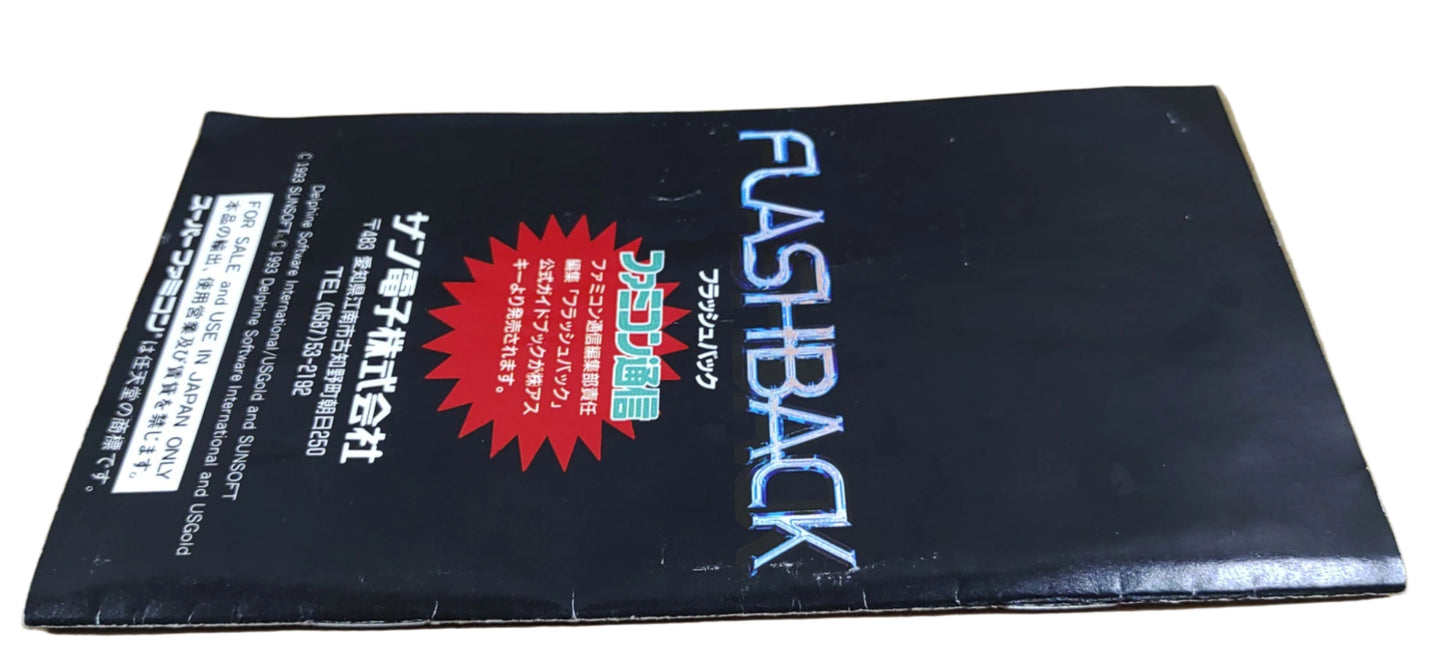 FLASHBACK
フラッシュバック
ファミコン通信
ファミコン通信編集部責任
編集「フラッシュバック」
公式ガイドブックが株アス
キーより発売されます。
サン電子株式会社
〒483 愛知県江南市古知野町朝日250
TEL (0587)53-2192
Delphine Software International/USGold and SUNSOFT
C 1993 SUNSOFT. C 1993 Delphine Software International and USGold
FOR SALE and USE IN JAPAN ONLY
本品の輸出、使用営業及び賃貸を禁じます。
スーパーファミコン®は任天堂の商標です。